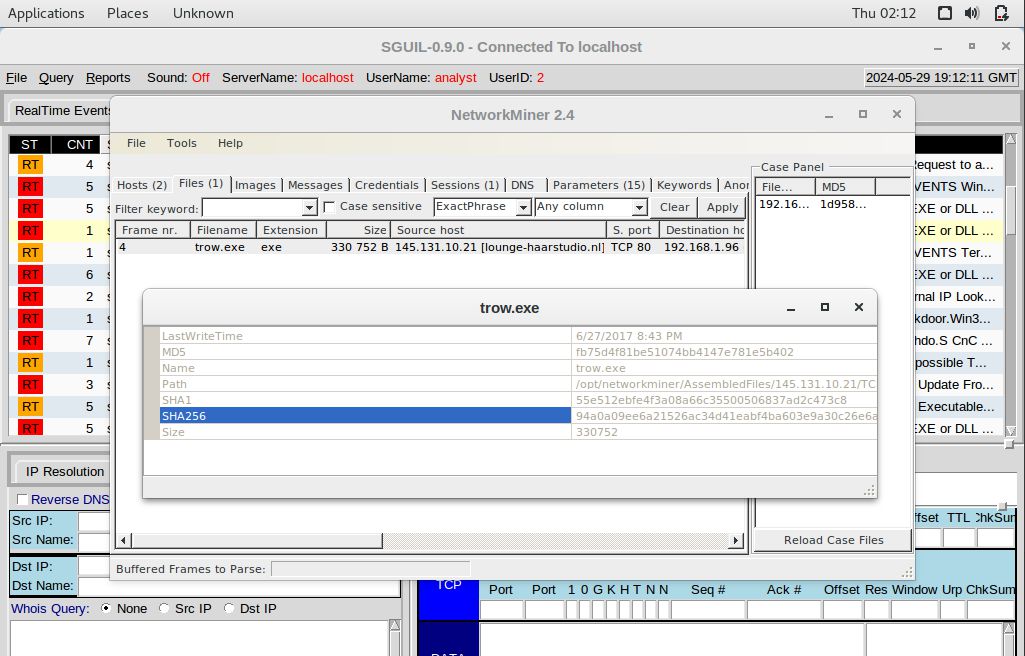 Applications Places Unknown Thu 02:12
SGUIL-0.9.0 - Connected To localhost
File Query Reports Sound: Off ServerName: localhost UserName: analyst UserID: 2 2024-05-29 19:12:11 GMT
RealTime Events
ST CNT
RT 4
RT 5
RT 5
RT 1
RT 1
RT 6
RT 2
RT 1
RT 7
RT 1
RT 3
RT 5
RT 5
equest to a...
VENTS Win...
EXE or DLL ...
EXE or DLL ...
VENTS Ter...
EXE or DLL ...
rnal IP Look...
kdoor.Win3...
hdo.S CnC ...
possible T...
Update Fro...
Executable...
EXE or DLL ...
NetworkMiner 2.4
File Tools Help
Hosts (2) Files (1) Images Messages Credentials Sessions (1) DNS Parameters (15) Keywords Anor
Filter keyword: Case sensitive ExactPhrase Any column Clear Apply
Frame nr. Filename Extension Size Source host S. port Destination ho
4 trow.exe exe 330 752 B 145.131.10.21 [lounge-haarstudio.nl] TCP 80 192.168.1.96
Case Panel
File... MD5
192.16... 1d958...
trow.exe
LastWriteTime 6/27/2017 8:43 PM
MD5 fb75d4f81be51074bb4147e781e5b402
Name trow.exe
Path /opt/networkminer/AssembledFiles/145.131.10.21/TC
SHA1 55e512ebfe4f3a08a66c35500506837ad2c473c8
SHA256 94a0a09ee6a21526ac34d41eabf4ba603e9a30c26e6a
Size 330752
Reload Case Files
Buffered Frames to Parse:
IP Resolution
Reverse DNS
Src IP:
Src Name:
Dst IP:
Dst Name:
Whois Query: None Src IP Dst IP
ffset TTL ChkSum
TCP
Port Port 1 0 G K H T N N Seq # Ack # Offset Res Window Urp ChkSum
DATA